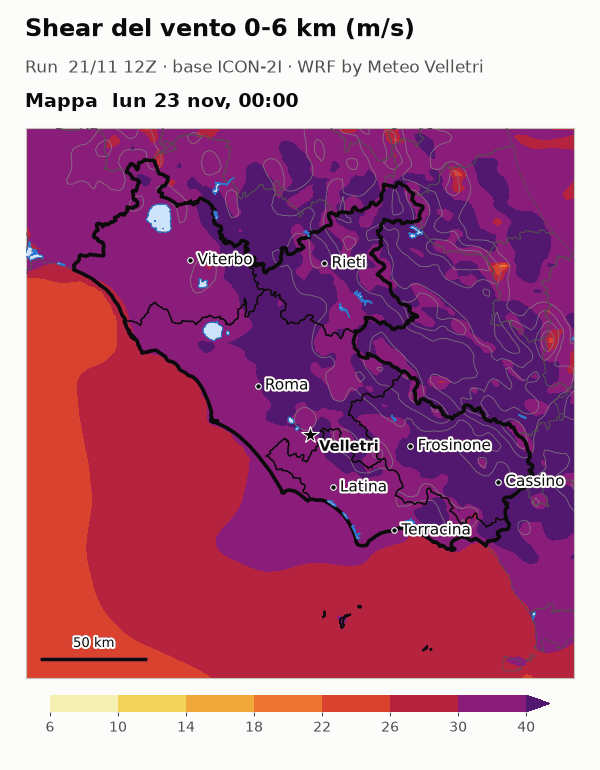 Shear del vento 0-6 km (m/s)
Run  21/11 12Z · base ICON-2I · WRF by Meteo Velletri
Mappa  lun 23 nov, 00:00
Viterbo
Rieti
Roma
Velletri
Frosinone
Latina
Cassino
Terracina
50 km
6 10 14 18 22 26 30 40